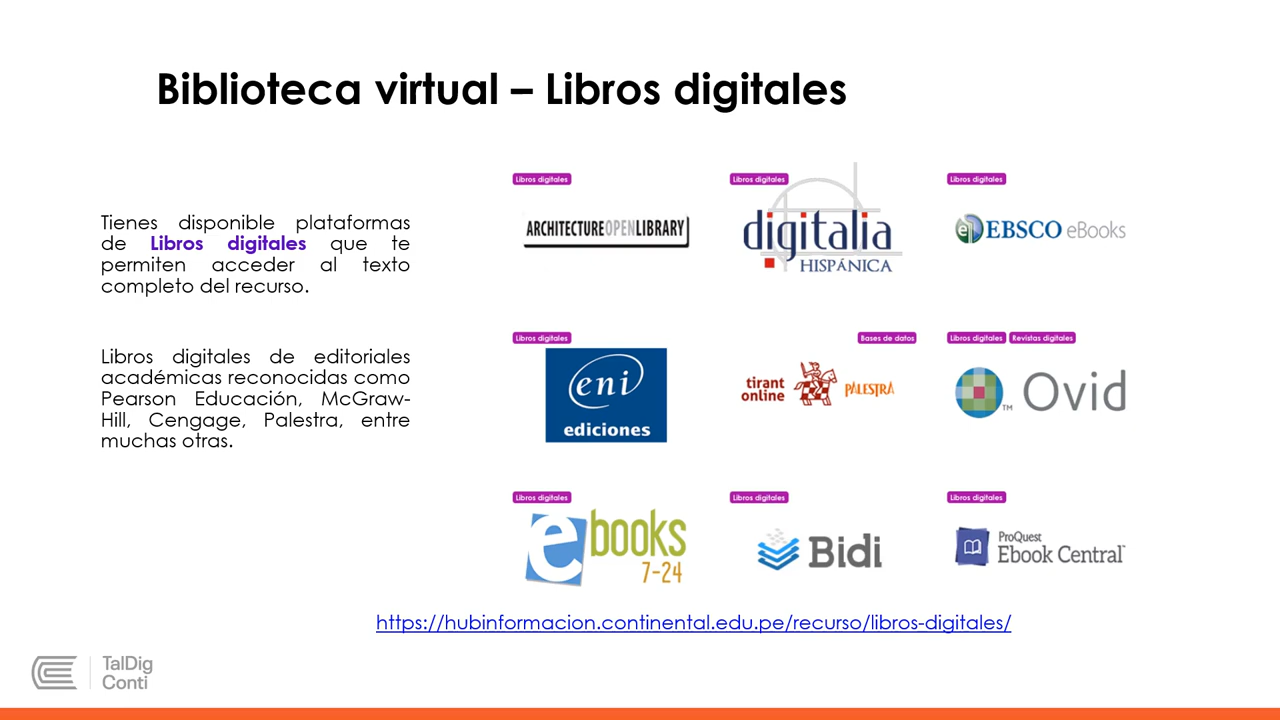 Biblioteca virtual – Libros digitales
Tienes disponible plataformas
de Libros digitales que te
permiten acceder al texto
completo del recurso.
Libros digitales de editoriales
académicas reconocidas como
Pearson Educación, McGraw-
Hill, Cengage, Palestra, entre
muchas otras.
Libros digitales
ARCHITECTUREOPENLIBRARY
Libros digitales
digitalia
HISPÁNICA
Libros digitales
EBSCO eBooks
Libros digitales
eni
ediciones
Bases de datos
tirant
online
PALESTRA
Libros digitales Revistas digitales
Ovid
TM
Libros digitales
e books
7-24
Libros digitales
Bidi
Libros digitales
ProQuest
Ebook Central™
https://hubinformacion.continental.edu.pe/recurso/libros-digitales/
TalDig
Conti